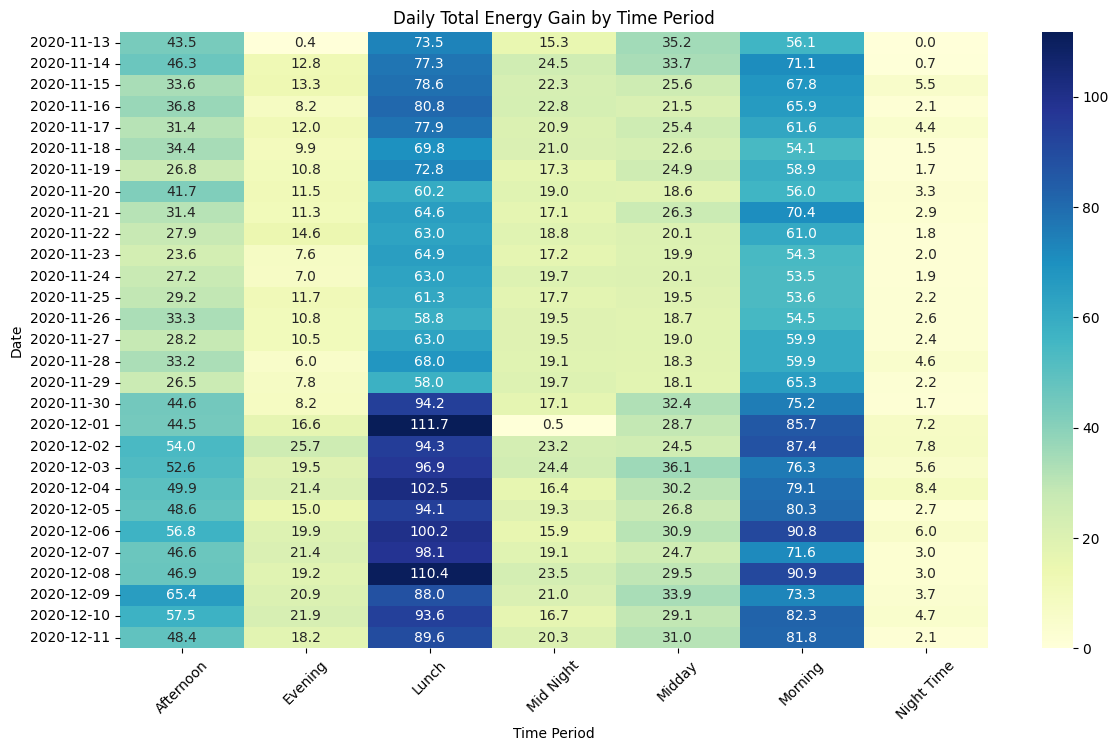 Daily Total Energy Gain by Time Period
2020-11-13 43.5 0.4 73.5 15.3 35.2 56.1 0.0
2020-11-14 46.3 12.8 77.3 24.5 33.7 71.1 0.7
2020-11-15 33.6 13.3 78.6 22.3 25.6 67.8 5.5
2020-11-16 36.8 8.2 80.8 22.8 21.5 65.9 2.1
2020-11-17 31.4 12.0 77.9 20.9 25.4 61.6 4.4
2020-11-18 34.4 9.9 69.8 21.0 22.6 54.1 1.5
2020-11-19 26.8 10.8 72.8 17.3 24.9 58.9 1.7
2020-11-20 41.7 11.5 60.2 19.0 18.6 56.0 3.3
2020-11-21 31.4 11.3 64.6 17.1 26.3 70.4 2.9
2020-11-22 27.9 14.6 63.0 18.8 20.1 61.0 1.8
2020-11-23 23.6 7.6 64.9 17.2 19.9 54.3 2.0
2020-11-24 27.2 7.0 63.0 19.7 20.1 53.5 1.9
2020-11-25 29.2 11.7 61.3 17.7 19.5 53.6 2.2
2020-11-26 33.3 10.8 58.8 19.5 18.7 54.5 2.6
2020-11-27 28.2 10.5 63.0 19.5 19.0 59.9 2.4
2020-11-28 33.2 6.0 68.0 19.1 18.3 59.9 4.6
2020-11-29 26.5 7.8 58.0 19.7 18.1 65.3 2.2
2020-11-30 44.6 8.2 94.2 17.1 32.4 75.2 1.7
2020-12-01 44.5 16.6 111.7 0.5 28.7 85.7 7.2
2020-12-02 54.0 25.7 94.3 23.2 24.5 87.4 7.8
2020-12-03 52.6 19.5 96.9 24.4 36.1 76.3 5.6
2020-12-04 49.9 21.4 102.5 16.4 30.2 79.1 8.4
2020-12-05 48.6 15.0 94.1 19.3 26.8 80.3 2.7
2020-12-06 56.8 19.9 100.2 15.9 30.9 90.8 6.0
2020-12-07 46.6 21.4 98.1 19.1 24.7 71.6 3.0
2020-12-08 46.9 19.2 110.4 23.5 29.5 90.9 3.0
2020-12-09 65.4 20.9 88.0 21.0 33.9 73.3 3.7
2020-12-10 57.5 21.9 93.6 16.7 29.1 82.3 4.7
2020-12-11 48.4 18.2 89.6 20.3 31.0 81.8 2.1
Date
Afternoon Evening Lunch Mid Night Midday Morning Night Time
Time Period
100
80
60
40
20
0